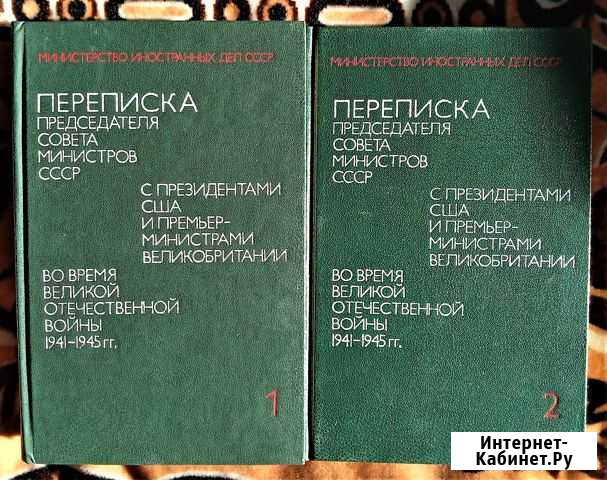 МИНИСТЕРСТВО ИНОСТРАННЫХ ДЕЛ СССР
ПЕРЕПИСКА
ПРЕДСЕДАТЕЛЯ
СОВЕТА
МИНИСТРОВ
СССР
С ПРЕЗИДЕНТАМИ
США
И ПРЕМЬЕР-
МИНИСТРАМИ
ВЕЛИКОБРИТАНИИ
ВО ВРЕМЯ
ВЕЛИКОЙ
ОТЕЧЕСТВЕННОЙ
ВОЙНЫ
1941-1945 гг.
1
МИНИСТЕРСТВО ИНОСТРАННЫХ ДЕЛ СССР
ПЕРЕПИСКА
ПРЕДСЕДАТЕЛЯ
СОВЕТА
МИНИСТРОВ
СССР
С ПРЕЗИДЕНТАМИ
США
И ПРЕМЬЕР-
МИНИСТРАМИ
ВЕЛИКОБРИТАНИИ
ВО ВРЕМЯ
ВЕЛИКОЙ
ОТЕЧЕСТВЕННОЙ
ВОЙНЫ
1941-1945 гг.
2
Интернет-
Кабинет.Ру